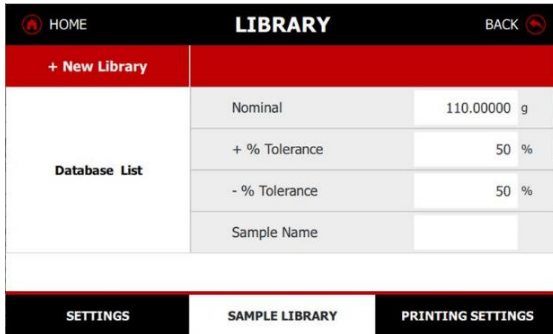 HOME LIBRARY BACK
+ New Library
Nominal 110.00000 g
+ % Tolerance 50 %
Database List
- % Tolerance 50 %
Sample Name
SETTINGS SAMPLE LIBRARY PRINTING SETTINGS